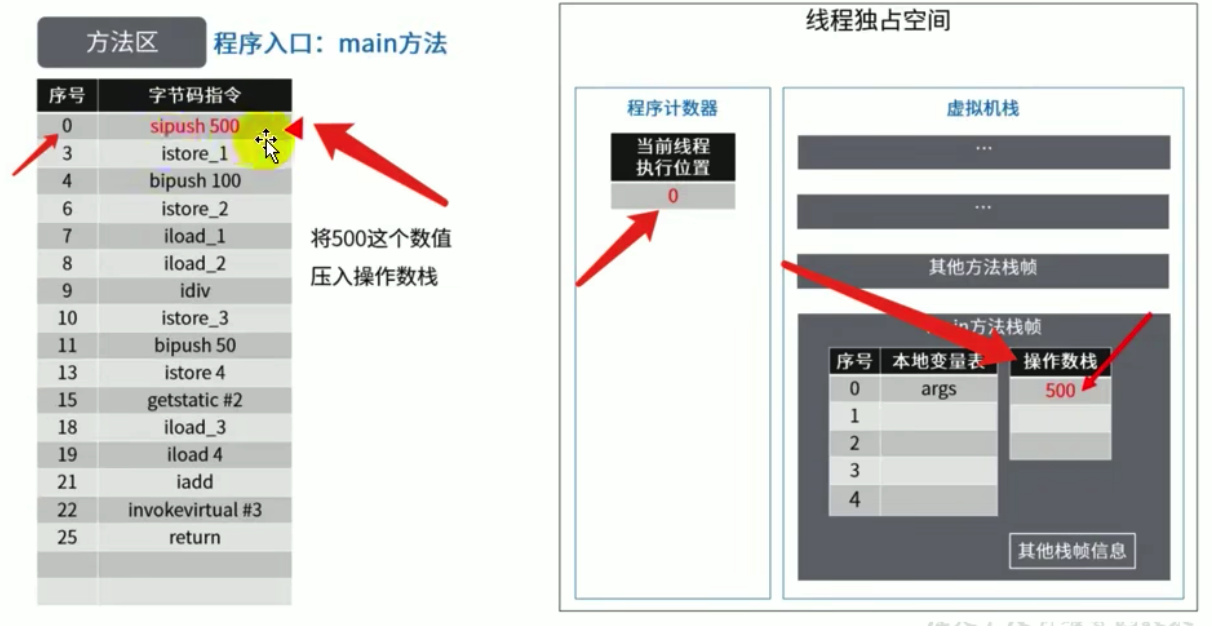 方法区 程序入口：main方法
序号 字节码指令
0 sipush 500
3 istore_1
4 bipush 100
6 istore_2
7 iload_1
8 iload_2
9 idiv
10 istore_3
11 bipush 50
13 istore 4
15 getstatic #2
18 iload_3
19 iload 4
21 iadd
22 invokevirtual #3
25 return
将500这个数值
压入操作数栈
线程独占空间
程序计数器
当前线程
执行位置
0
虚拟机栈
...
...
其他方法栈帧
in方法栈帧
序号 本地变量表 操作数栈
0 args 500
1
2
3
4
其他栈帧信息